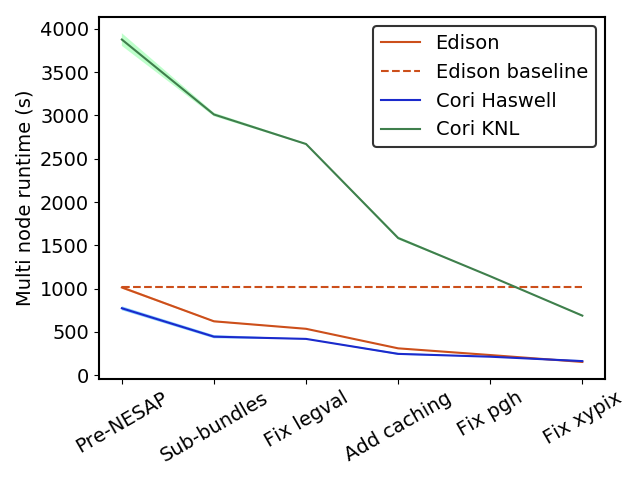 Multi node runtime (s)
4000
3500
3000
2500
2000
1500
1000
500
0
Edison
Edison baseline
Cori Haswell
Cori KNL
Pre-NESAP
Sub-bundles
Fix legval
Add caching
Fix pgh
Fix xypix